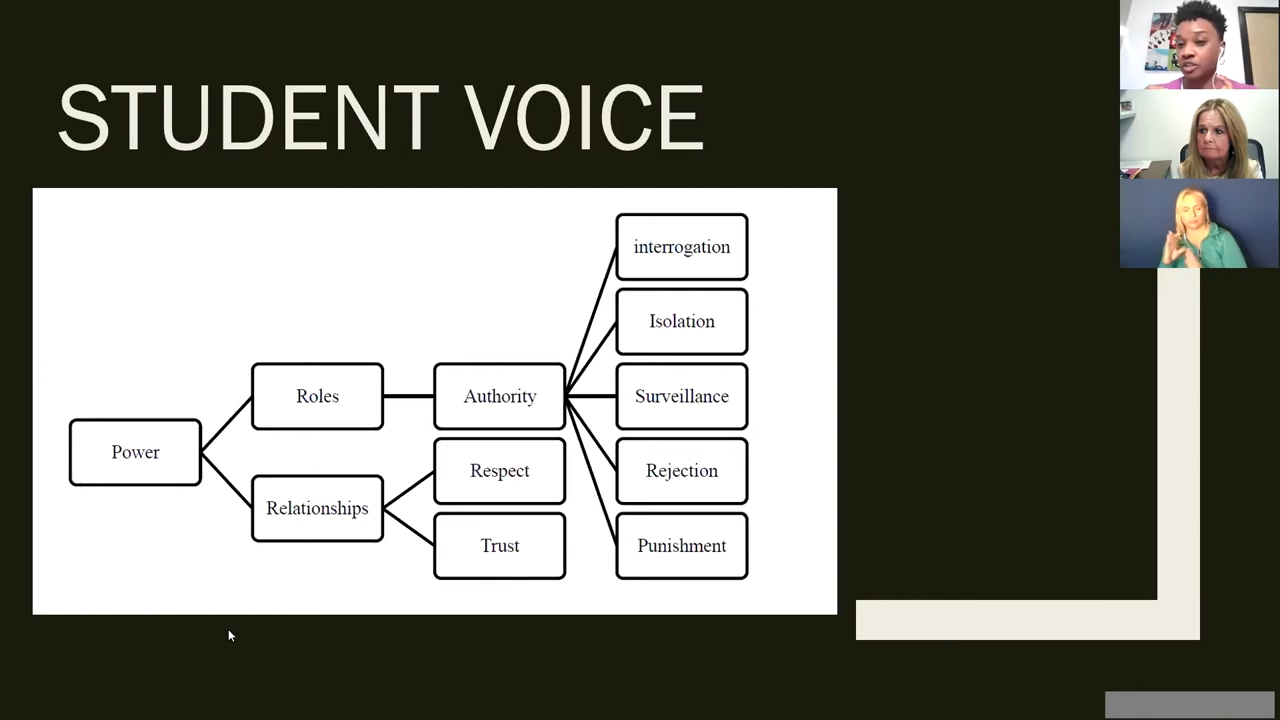 STUDENT VOICE
interrogation
Isolation
Roles
Authority
Surveillance
Power
Respect
Rejection
Relationships
Trust
Punishment